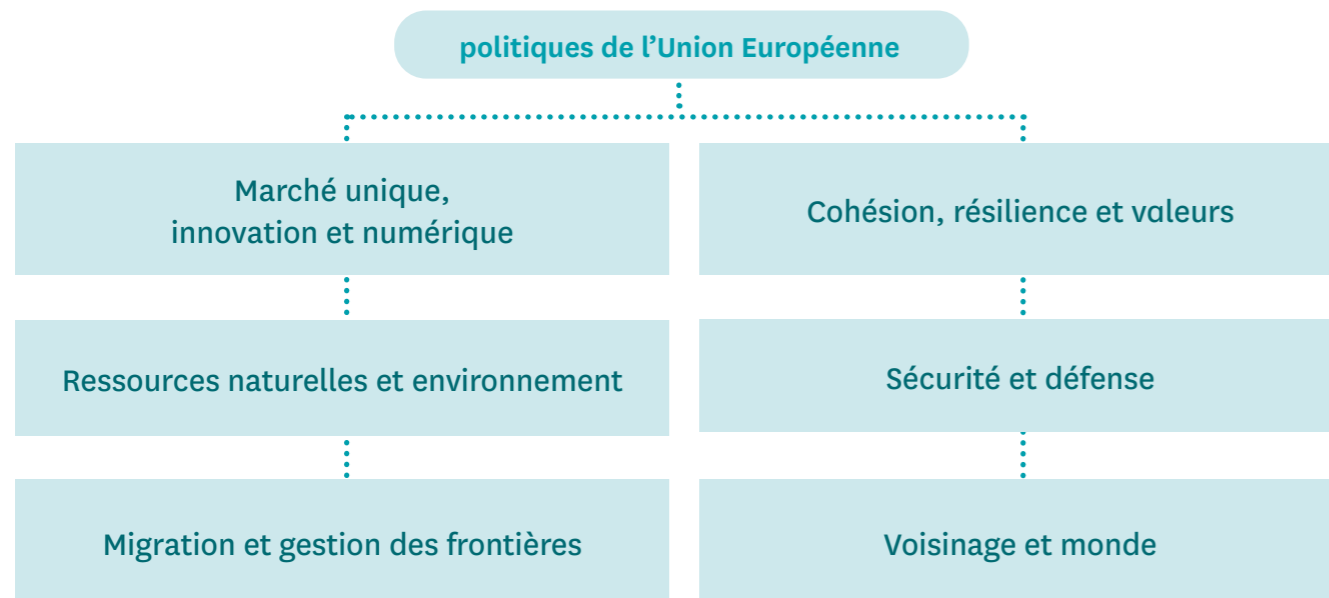 politiques de l’Union Européenne
Marché unique,
innovation et numérique
Cohésion, résilience et valeurs
Ressources naturelles et environnement
Sécurité et défense
Migration et gestion des frontières
Voisinage et monde